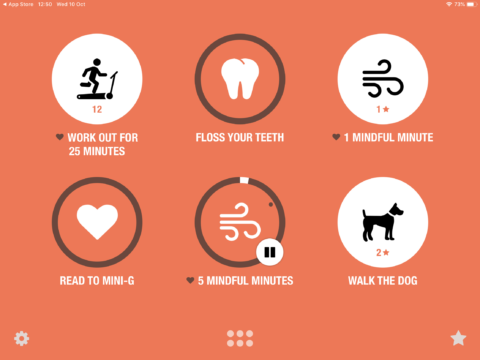 App Store 12:50 Wed 16 Oct 73%
12
1
WORK OUT FOR
25 MINUTES
FLOSS YOUR TEETH
1 MINDFUL MINUTE
2
READ TO MINI-G
5 MINDFUL MINUTES
WALK THE DOG